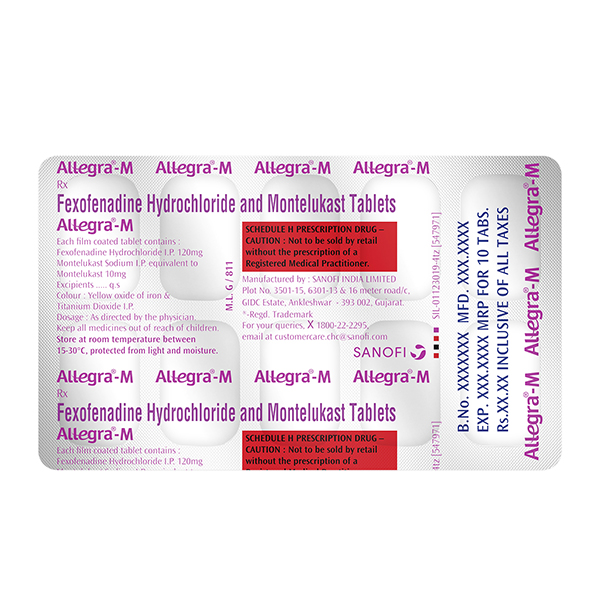 Allegra®-M Allegra®-M Allegra®-M Allegra®-M
Rx
Fexofenadine Hydrochloride and Montelukast Tablets
Allegra®-M
Each film coated tablet contains :
Fexofenadine Hydrochloride I.P. 120mg
Montelukast Sodium I.P. equivalent to
Montelukast 10mg
Excipients ..... q.s
Colour : Yellow oxide of iron &
Titanium Dioxide I.P.
Dosage : As directed by the physician.
Keep all medicines out of reach of children.
Store at room temperature between
15-30°C, protected from light and moisture.
M.L. G / 811
SCHEDULE H PRESCRIPTION DRUG –
CAUTION : Not to be sold by retail
without the prescription of a
Registered Medical Practitioner.
Manufactured by : SANOFI INDIA LIMITED
Plot No. 3501-15, 6301-13 & 16 meter road/c,
GIDC Estate, Ankleshwar - 393 002, Gujarat.
®-Regd. Trademark
For your queries, X 1800-22-2295,
email at customercare.chc@sanofi.com
SANOFI
SIL-01123019-4tz [547971]
Allegra®-M Allegra®-M Allegra®-M Allegra®-M
Rx
Fexofenadine Hydrochloride and Montelukast Tablets
Allegra®-M
Each film coated tablet contains :
Fexofenadine Hydrochloride I.P. 120mg
SCHEDULE H PRESCRIPTION DRUG –
CAUTION : Not to be sold by retail
without the prescription of a
4tz [547971]
B.No. XXXXXXX MFD. XXX.XXXX
EXP. XXX.XXXX MRP FOR 10 TABS.
Rs.XX.XX INCLUSIVE OF ALL TAXES
Allegra®-M Allegra®-M Allegra®-M